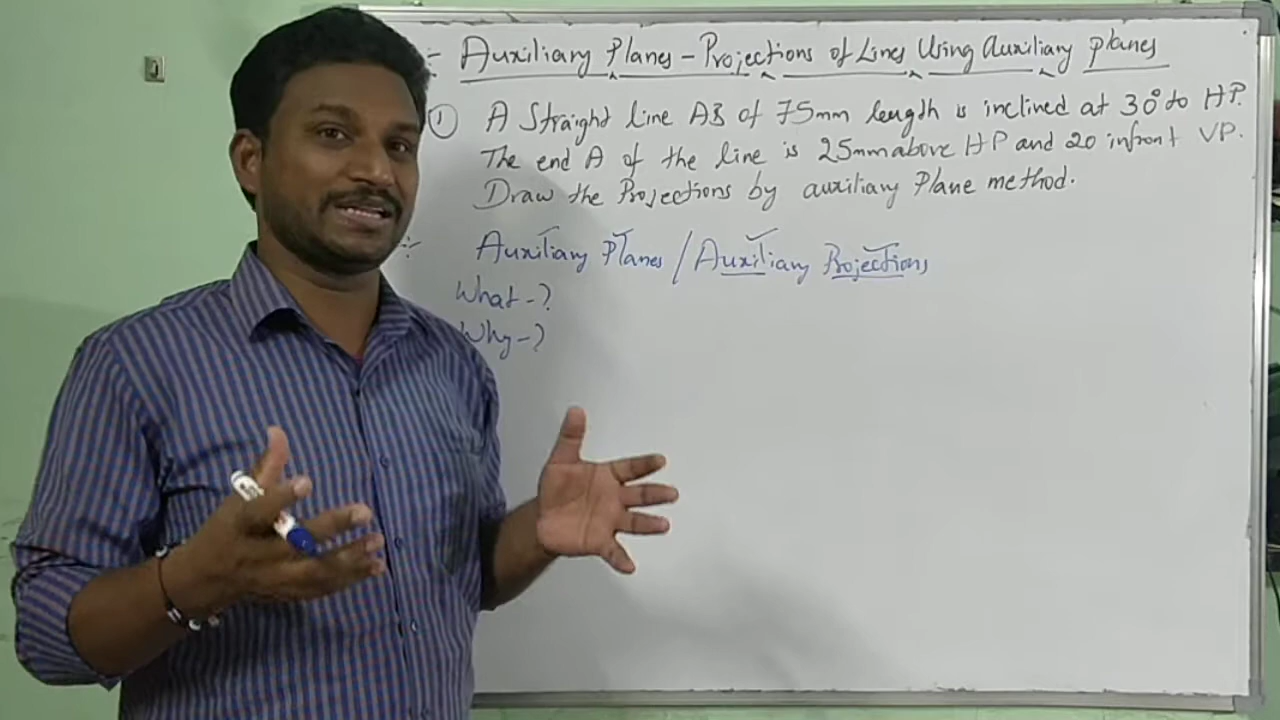 :- Auxiliary Planes - Projections of Lines Using Auxiliary planes
① A Straight line AB of 75mm length is inclined at 30° to HP.
The end A of the line is 25mm above HP and 20 infront VP.
Draw the Projections by auxiliary Plane method.
Auxiliary Planes / Auxiliary Projections
What - ?
Why - ?